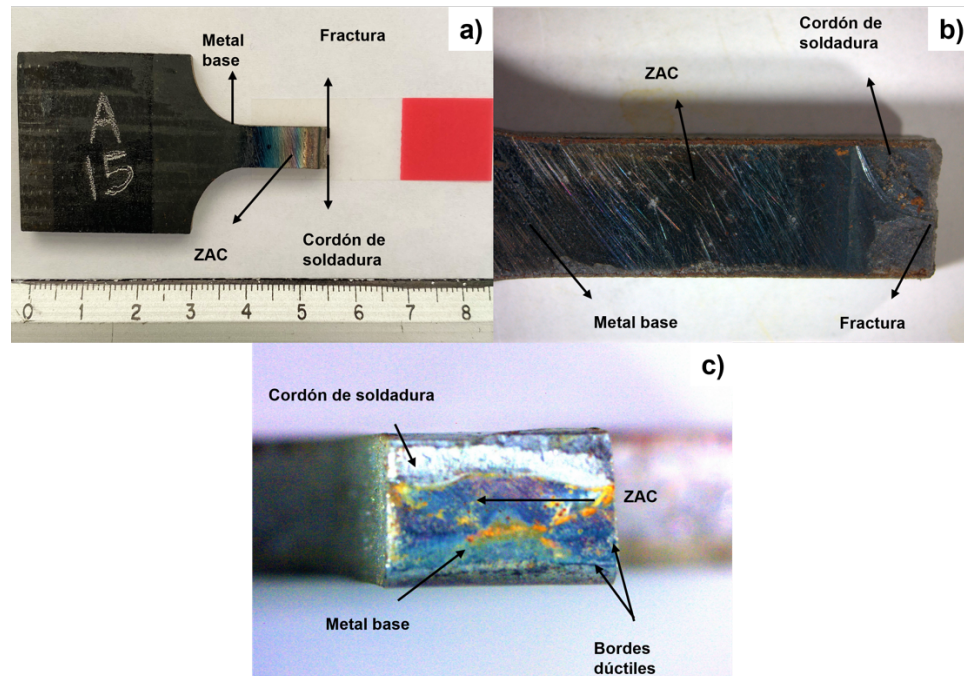 a)
Metal
base
Fractura
A
15
ZAC
Cordón de
soldadura
0 1 2 3 4 5 6 7 8
b)
Cordón de
soldadura
ZAC
Metal base
Fractura
c)
Cordón de soldadura
ZAC
Metal base
Bordes
dúctiles